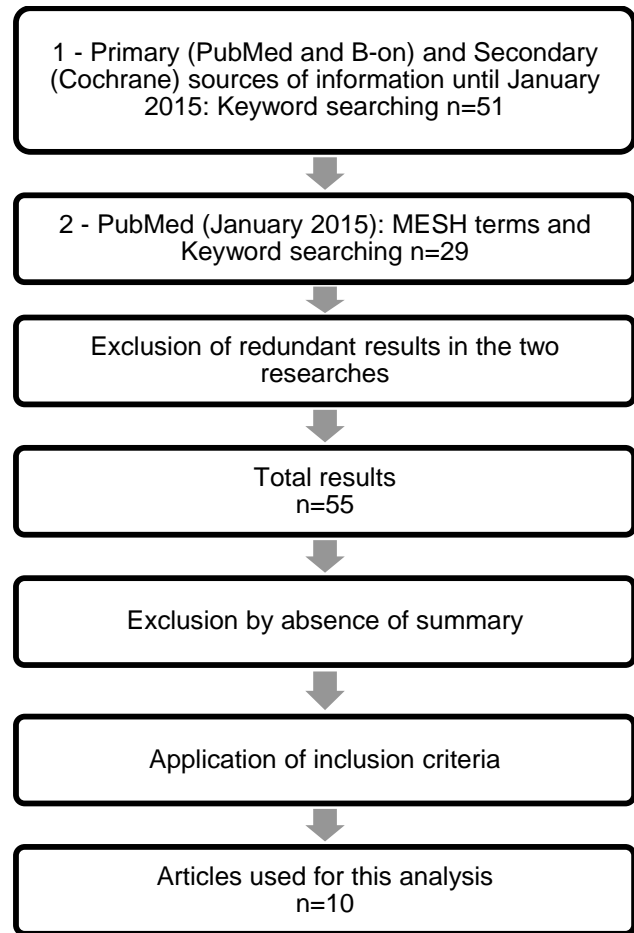 1 - Primary (PubMed and B-on) and Secondary
(Cochrane) sources of information until January
2015: Keyword searching n=51
2 - PubMed (January 2015): MESH terms and
Keyword searching n=29
Exclusion of redundant results in the two
researches
Total results
n=55
Exclusion by absence of summary
Application of inclusion criteria
Articles used for this analysis
n=10